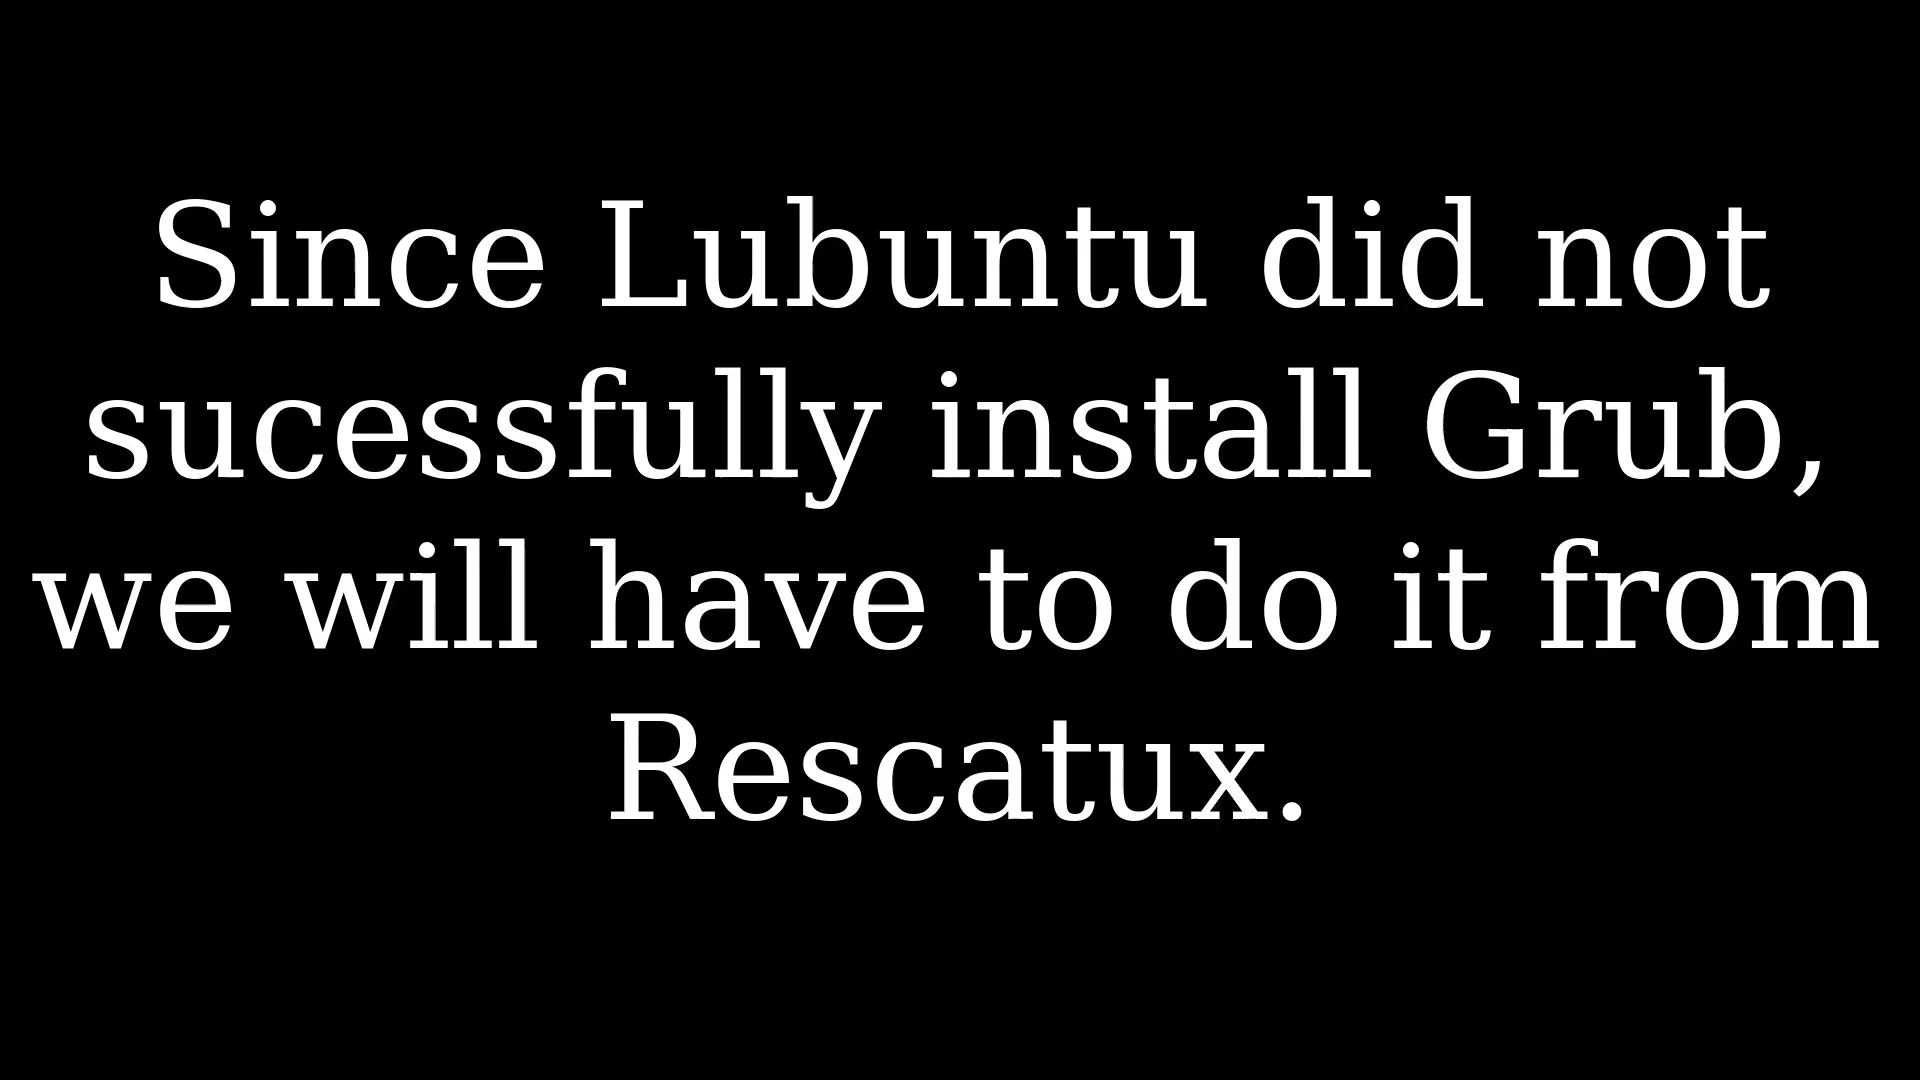 Since Lubuntu did not
sucessfully install Grub,
we will have to do it from
Rescatux.